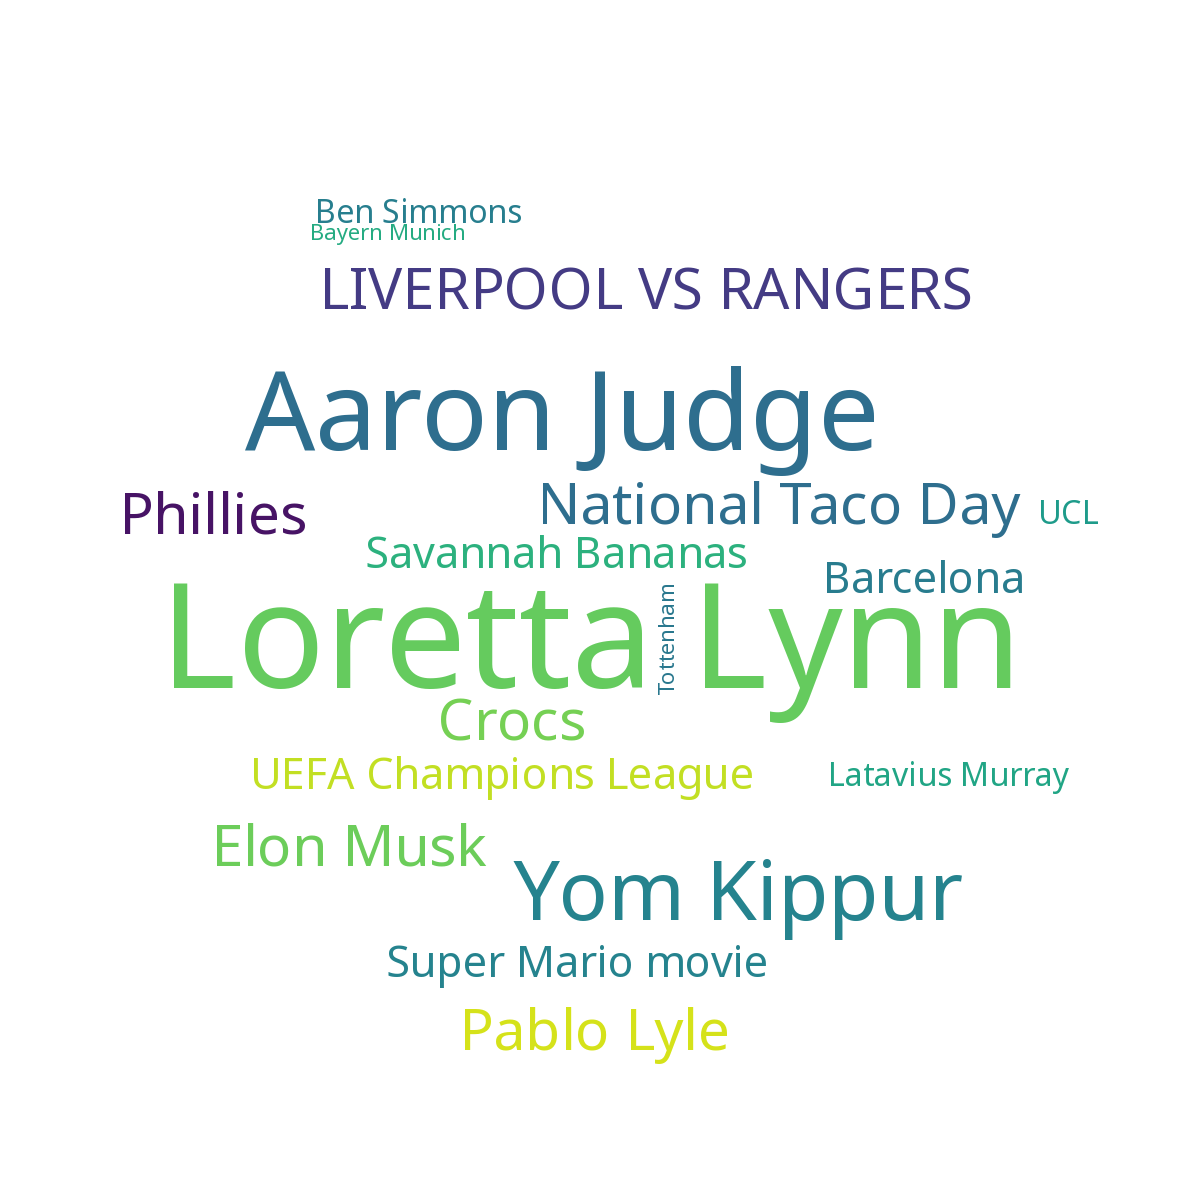 Ben Simmons
Bayern Munich
LIVERPOOL VS RANGERS
Aaron Judge
Phillies
National Taco Day
UCL
Savannah Bananas
Barcelona
Loretta Lynn
Tottenham
Crocs
UEFA Champions League
Latavius Murray
Elon Musk
Yom Kippur
Super Mario movie
Pablo Lyle